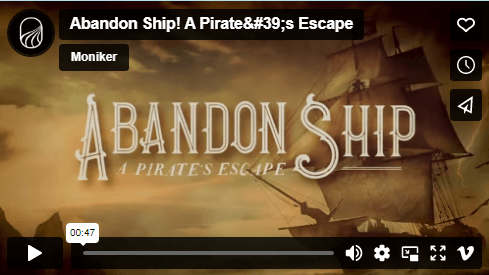 Abandon Ship! A Pirate&#39;s Escape
Moniker
ABANDON SHIP
A PIRATE'S ESCAPE
00:47